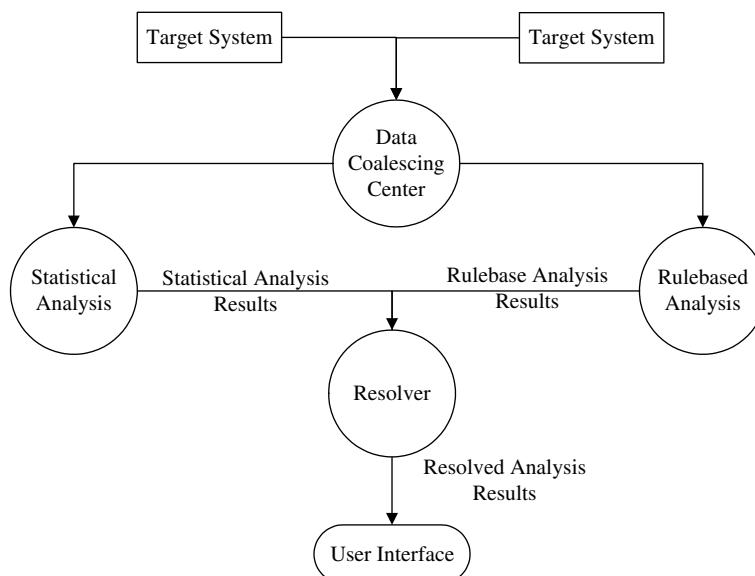 Target System
Target System
Data
Coalescing
Center
Statistical
Analysis
Statistical Analysis
Results
Rulebase Analysis
Results
Rulebased
Analysis
Resolver
Resolved Analysis
Results
User Interface